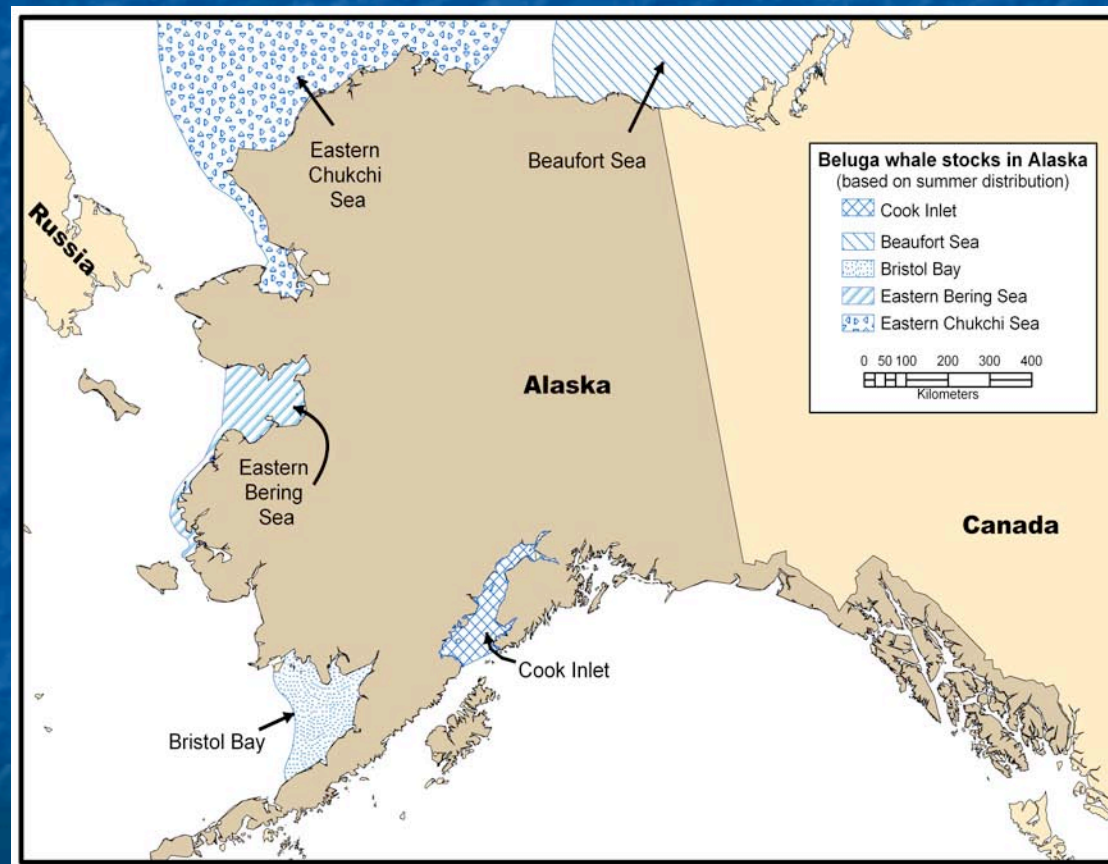 Eastern
Chukchi
Sea
Beaufort Sea
Russia
Beluga whale stocks in Alaska
(based on summer distribution)
Cook Inlet
Beaufort Sea
Bristol Bay
Eastern Bering Sea
Eastern Chukchi Sea
0 50 100 200 300 400
Kilometers
Alaska
Eastern
Bering
Sea
Canada
Cook Inlet
Bristol Bay